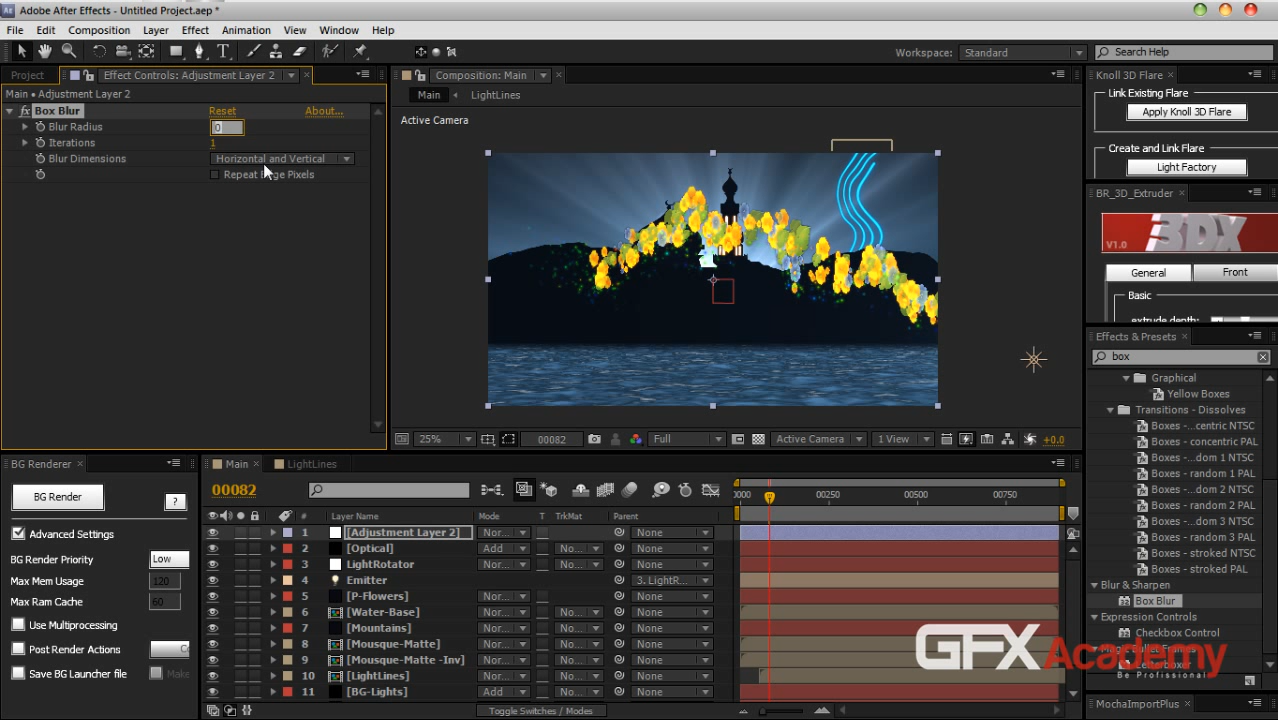 Adobe After Effects - Untitled Project.aep *
File Edit Composition Layer Effect Animation View Window Help
Workspace: Standard Search Help
Project Effect Controls: Adjustment Layer 2
Main • Adjustment Layer 2
fx Box Blur Reset About...
Blur Radius 0
Iterations 1
Blur Dimensions Horizontal and Vertical
Repeat Edge Pixels
Composition: Main
Main LightLines
Active Camera
25% 00082 Full Active Camera 1 View +0.0
Knoll 3D Flare
Link Existing Flare
Apply Knoll 3D Flare
Create and Link Flare
Light Factory
BR_3D_Extruder
V1.0 3DX
General Front
Basic
extrude depth:
Effects & Presets
box
Graphical
Yellow Boxes
Transitions - Dissolves
Boxes -...centric NTSC
Boxes - concentric PAL
Boxes -...dom 1 NTSC
Boxes - random 1 PAL
Boxes -...dom 2 NTSC
Boxes - random 2 PAL
Boxes -...dom 3 NTSC
Boxes - random 3 PAL
Boxes - stroked NTSC
Boxes - stroked PAL
Blur & Sharpen
Box Blur
Expression Controls
Checkbox Control
Magic Bullet Frames
Letterboxer
MochaImportPlus
BG Renderer
BG Render ?
Advanced Settings
BG Render Priority Low
Max Mem Usage 120
Max Ram Cache 60
Use Multiprocessing
Post Render Actions
Save BG Launcher file Make
Main LightLines
00082
0000 00250 00500 00750
# Layer Name Mode T TrkMat Parent
1 [Adjustment Layer 2] Nor... None
2 [Optical] Add No... None
3 LightRotator Nor... No... None
4 Emitter 3. LightR...
5 [P-Flowers] Nor... None
6 [Water-Base] Nor... No... None
7 [Mountains] Nor... No... None
8 [Mousque-Matte] Nor... No... None
9 [Mousque-Matte -Inv] Nor... No... None
10 [LightLines] Nor... No... None
11 [BG-Lights] Add No... None
Toggle Switches / Modes
GFXAcademy
Be Professional